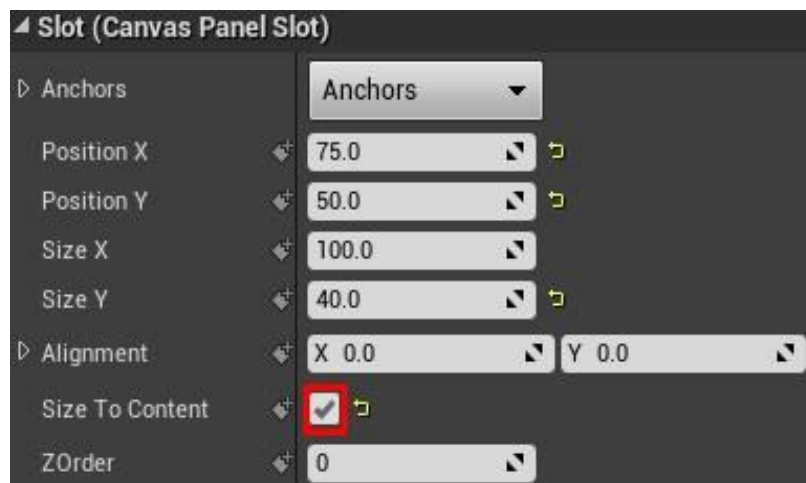 Slot (Canvas Panel Slot)
Anchors Anchors
Position X 75.0
Position Y 50.0
Size X 100.0
Size Y 40.0
Alignment X 0.0 Y 0.0
Size To Content
ZOrder 0